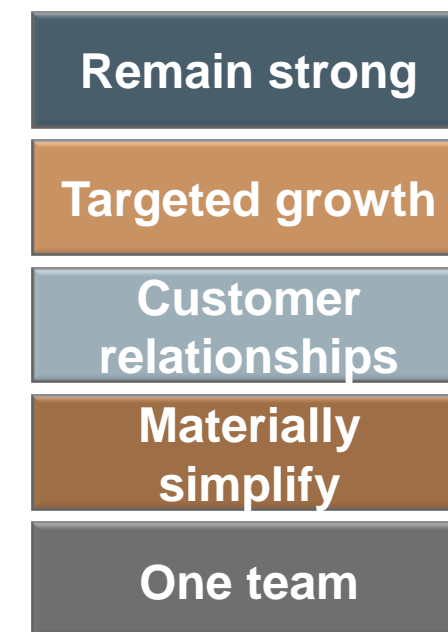 Remain strong
Targeted growth
Customer
relationships
Materially
simplify
One team